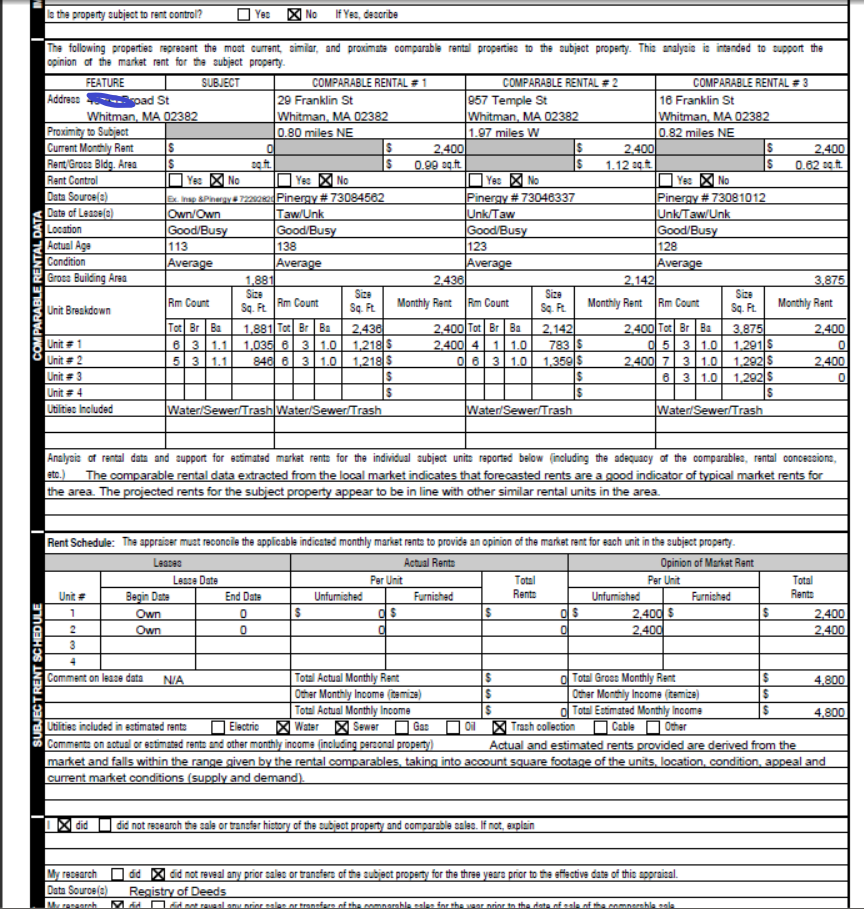 Is the property subject to rent control? Yes No If Yes, describe
The following properties represent the most current, similar, and proximate comparable rental properties to the subject property. This analysis is intended to support the
opinion of the market rent for the subject property.
FEATURE SUBJECT COMPARABLE RENTAL # 1 COMPARABLE RENTAL # 2 COMPARABLE RENTAL # 3
Address road St 29 Franklin St 957 Temple St 16 Franklin St
Whitman, MA 02382 Whitman, MA 02382 Whitman, MA 02382 Whitman, MA 02382
Proximity to Subject 0.80 miles NE 1.97 miles W 0.82 miles NE
Current Monthly Rent $ 0 $ 2,400 $ 2,400 $ 2,400
Rent/Gross Bldg. Area $ sq.ft. $ 0.99 sq.ft. $ 1.12 sq.ft. $ 0.62 sq.ft.
Rent Control Yes No Yes No Yes No Yes No
Data Source(s) Ex. Insp &Pinergy # Pinergy # 73084562 Pinergy # 73046337 Pinergy # 73081012
Date of Lease(s) Own/Own Taw/Unk Unk/Taw Unk/Taw/Unk
Location Good/Busy Good/Busy Good/Busy Good/Busy
Actual Age 113 138 123 128
Condition Average Average Average Average
Gross Building Area 1,881 2,436 2,142 3,875
Unit Breakdown Rm Count Size Sq. Ft. Rm Count Size Sq. Ft. Monthly Rent Rm Count Size Sq. Ft. Monthly Rent Rm Count Size Sq. Ft. Monthly Rent
Tot Br Ba 1,881 Tot Br Ba 2,436 2,400 Tot Br Ba 2,142 2,400 Tot Br Ba 3,875 2,400
Unit # 1 6 3 1.1 1,035 6 3 1.0 1,218 $ 2,400 4 1 1.0 783 $ 0 5 3 1.0 1,291 $ 0
Unit # 2 5 3 1.1 846 6 3 1.0 1,218 $ 0 6 3 1.0 1,359 $ 2,400 7 3 1.0 1,292 $ 2,400
Unit # 3 $ $ 6 3 1.0 1,292 $ 0
Unit # 4 $ $ $
Utilities Included Water/Sewer/Trash Water/Sewer/Trash Water/Sewer/Trash Water/Sewer/Trash
Analysis of rental data and support for estimated market rents for the individual subject units reported below (including the adequacy of the comparables, rental concessions,
etc.) The comparable rental data extracted from the local market indicates that forecasted rents are a good indicator of typical market rents for
the area. The projected rents for the subject property appear to be in line with other similar rental units in the area.
Rent Schedule: The appraiser must reconcile the applicable indicated monthly market rents to provide an opinion of the market rent for each unit in the subject property.
Leases Actual Rents Opinion of Market Rent
Lease Date Per Unit Total Per Unit Total
Unit # Begin Date End Date Unfurnished Furnished Rents Unfurnished Furnished Rents
1 Own 0 $ 0 $ $ 0 $ 2,400 $ $ 2,400
2 Own 0 0 0 2,400 2,400
3
4
Comment on lease data N/A Total Actual Monthly Rent $ 0 Total Gross Monthly Rent $ 4,800
Other Monthly Income (itemize) $ Other Monthly Income (itemize) $
Total Actual Monthly Income $ 0 Total Estimated Monthly Income $ 4,800
Utilities included in estimated rents Electric Water Sewer Gas Oil Trash collection Cable Other
Comments on actual or estimated rents and other monthly income (including personal property) Actual and estimated rents provided are derived from the
market and falls within the range given by the rental comparables, taking into account square footage of the units, location, condition, appeal and
current market conditions (supply and demand).
I did did not research the sale or transfer history of the subject property and comparable sales. If not, explain
My research did did not reveal any prior sales or transfers of the subject property for the three years prior to the effective date of this appraisal.
Data Source(s) Registry of Deeds
My research did did not reveal any prior sales or transfers of the comparable sales for the year prior to the date of sale of the comparable sale.
COMPARABLE RENTAL DATA
SUBJECT RENT SCHEDULE